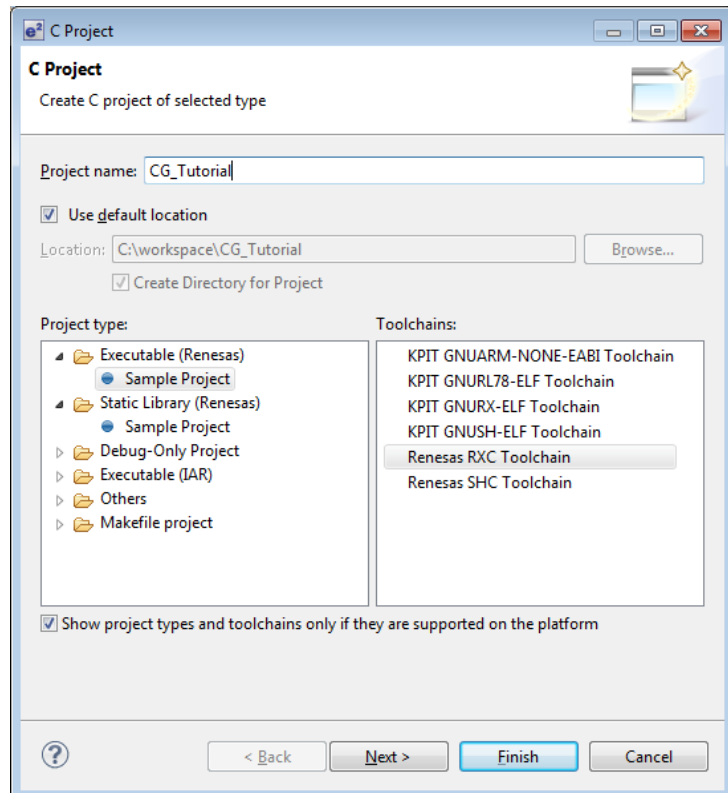 e² C Project
C Project
Create C project of selected type
Project name: CG_Tutorial
Use default location
Location: C:\workspace\CG_Tutorial Browse...
Create Directory for Project
Project type:
Executable (Renesas)
Sample Project
Static Library (Renesas)
Sample Project
Debug-Only Project
Executable (IAR)
Others
Makefile project
Toolchains:
KPIT GNUARM-NONE-EABI Toolchain
KPIT GNURL78-ELF Toolchain
KPIT GNURX-ELF Toolchain
KPIT GNUSH-ELF Toolchain
Renesas RXC Toolchain
Renesas SHC Toolchain
Show project types and toolchains only if they are supported on the platform
? < Back Next > Finish Cancel